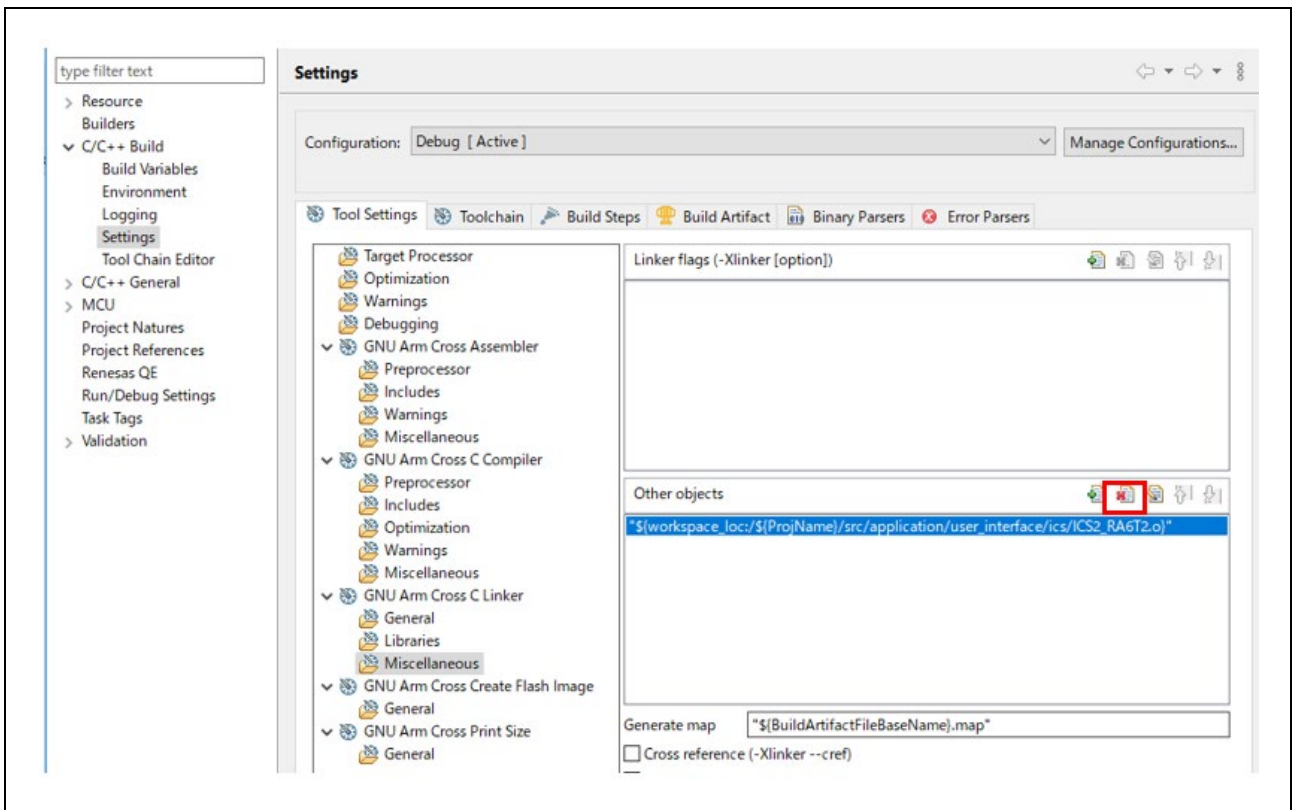 type filter text
Resource
Builders
C/C++ Build
Build Variables
Environment
Logging
Settings
Tool Chain Editor
C/C++ General
MCU
Project Natures
Project References
Renesas QE
Run/Debug Settings
Task Tags
Validation
Settings
Configuration: Debug [ Active ] Manage Configurations...
Tool Settings Toolchain Build Steps Build Artifact Binary Parsers Error Parsers
Target Processor
Optimization
Warnings
Debugging
GNU Arm Cross Assembler
Preprocessor
Includes
Warnings
Miscellaneous
GNU Arm Cross C Compiler
Preprocessor
Includes
Optimization
Warnings
Miscellaneous
GNU Arm Cross C Linker
General
Libraries
Miscellaneous
GNU Arm Cross Create Flash Image
General
GNU Arm Cross Print Size
General
Linker flags (-Xlinker [option])
Other objects
"${workspace_loc:/${ProjName}/src/application/user_interface/ics/ICS2_RA6T2.o}"
Generate map "${BuildArtifactFileBaseName}.map"
Cross reference (-Xlinker --cref)